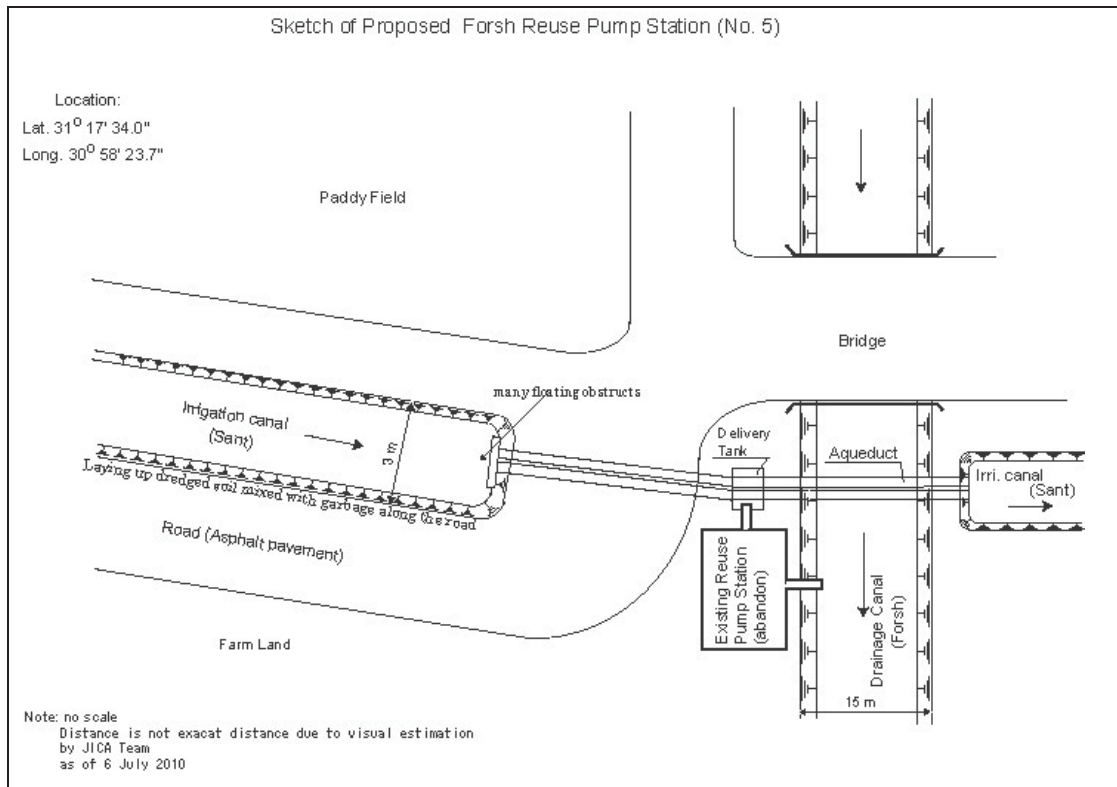 Sketch of Proposed Forsh Reuse Pump Station (No. 5)
Location:
Lat. 31° 17' 34.0"
Long. 30° 58' 23.7"
Paddy Field
Bridge
many floating obstructs
Irrigation canal
(Sant)
3 m
Delivery
Tank
Aqueduct
Irri. canal
(Sant)
Laying up dredged soil mixed with garbage along the road
Road (Asphalt pavement)
Existing Reuse
Pump Station
(abandon)
Drainage Canal
(Forsh)
Farm Land
15 m
Note: no scale
Distance is not exacat distance due to visual estimation
by JICA Team
as of 6 July 2010